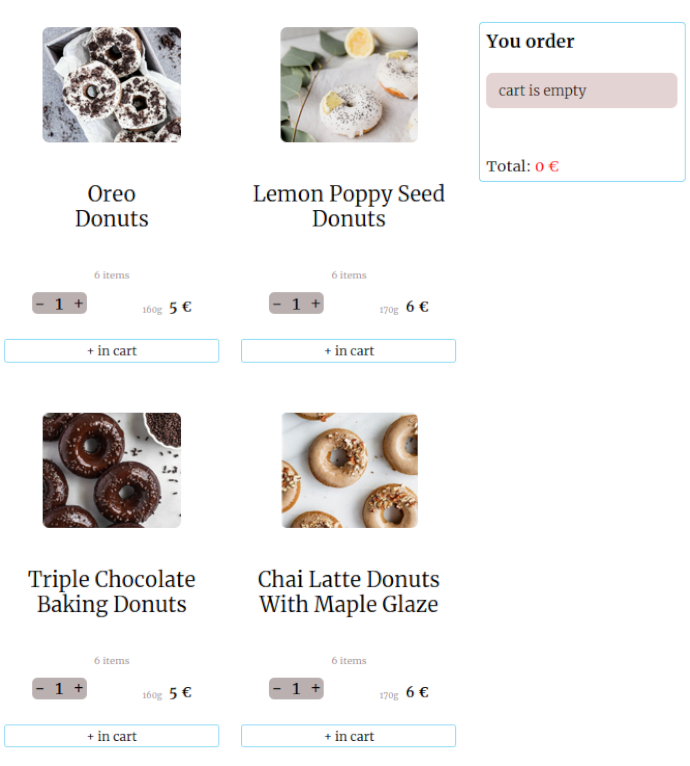 You order
cart is empty
Total: 0 €
Oreo
Donuts
6 items
- 1 +
160g 5 €
+ in cart
Lemon Poppy Seed
Donuts
6 items
- 1 +
170g 6 €
+ in cart
Triple Chocolate
Baking Donuts
6 items
- 1 +
160g 5 €
+ in cart
Chai Latte Donuts
With Maple Glaze
6 items
- 1 +
170g 6 €
+ in cart